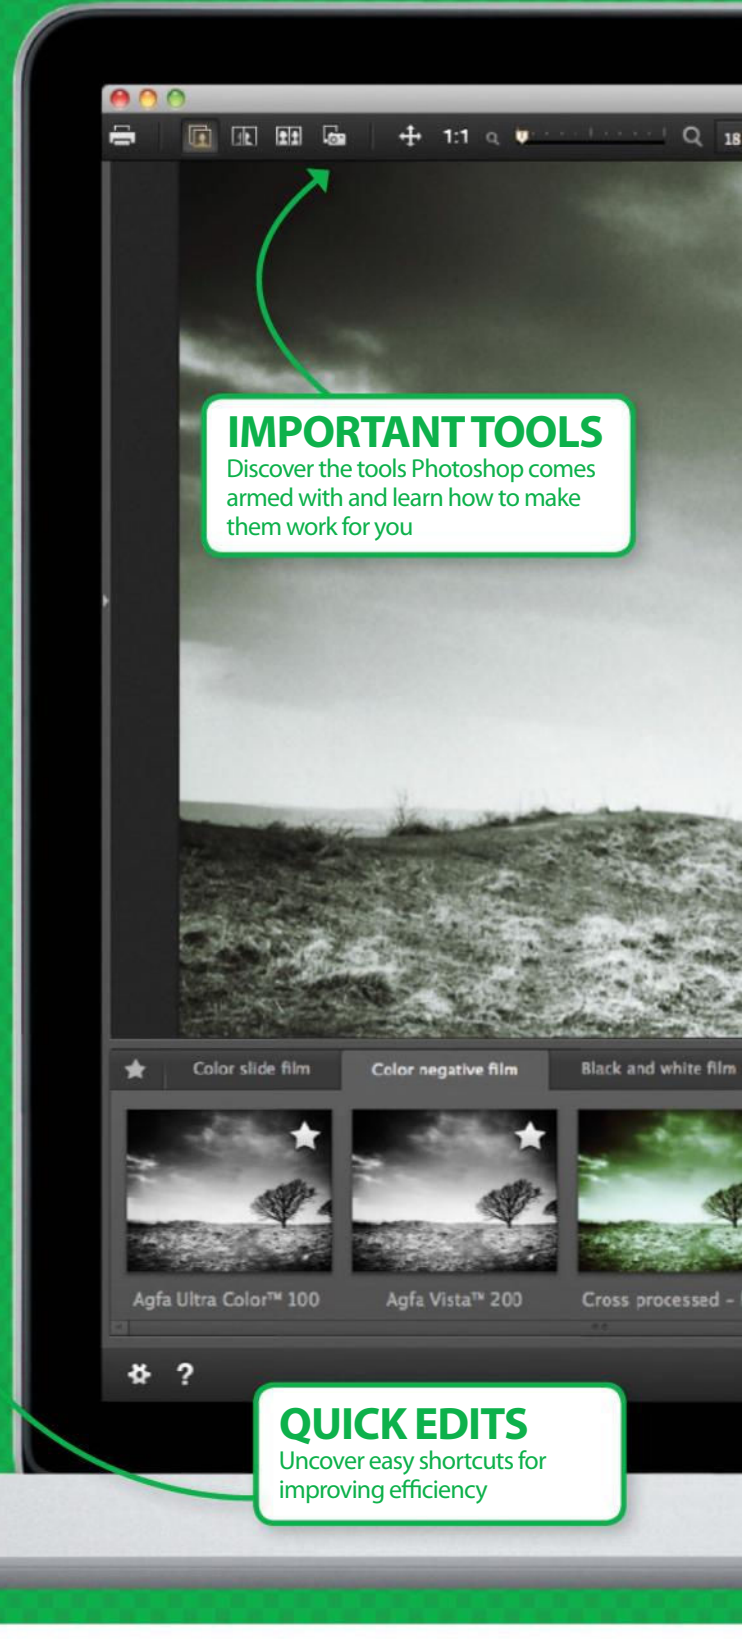 1:1
18
IMPORTANT TOOLS
Discover the tools Photoshop comes
armed with and learn how to make
them work for you
Color slide film
Color negative film
Black and white film
Agfa Ultra Color™ 100
Agfa Vista™ 200
Cross processed –
?
QUICK EDITS
Uncover easy shortcuts for
improving efficiency